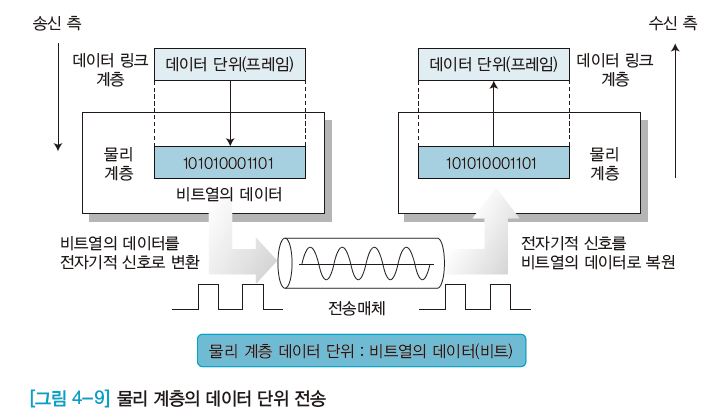 송신 측
수신 측
데이터 링크
계층
데이터 단위(프레임)
데이터 단위(프레임)
데이터 링크
계층
물리
계층
101010001101
비트열의 데이터
101010001101
물리
계층
비트열의 데이터를
전자기적 신호로 변환
전자기적 신호를
비트열의 데이터로 복원
전송매체
물리 계층 데이터 단위 : 비트열의 데이터(비트)
[그림 4-9] 물리 계층의 데이터 단위 전송